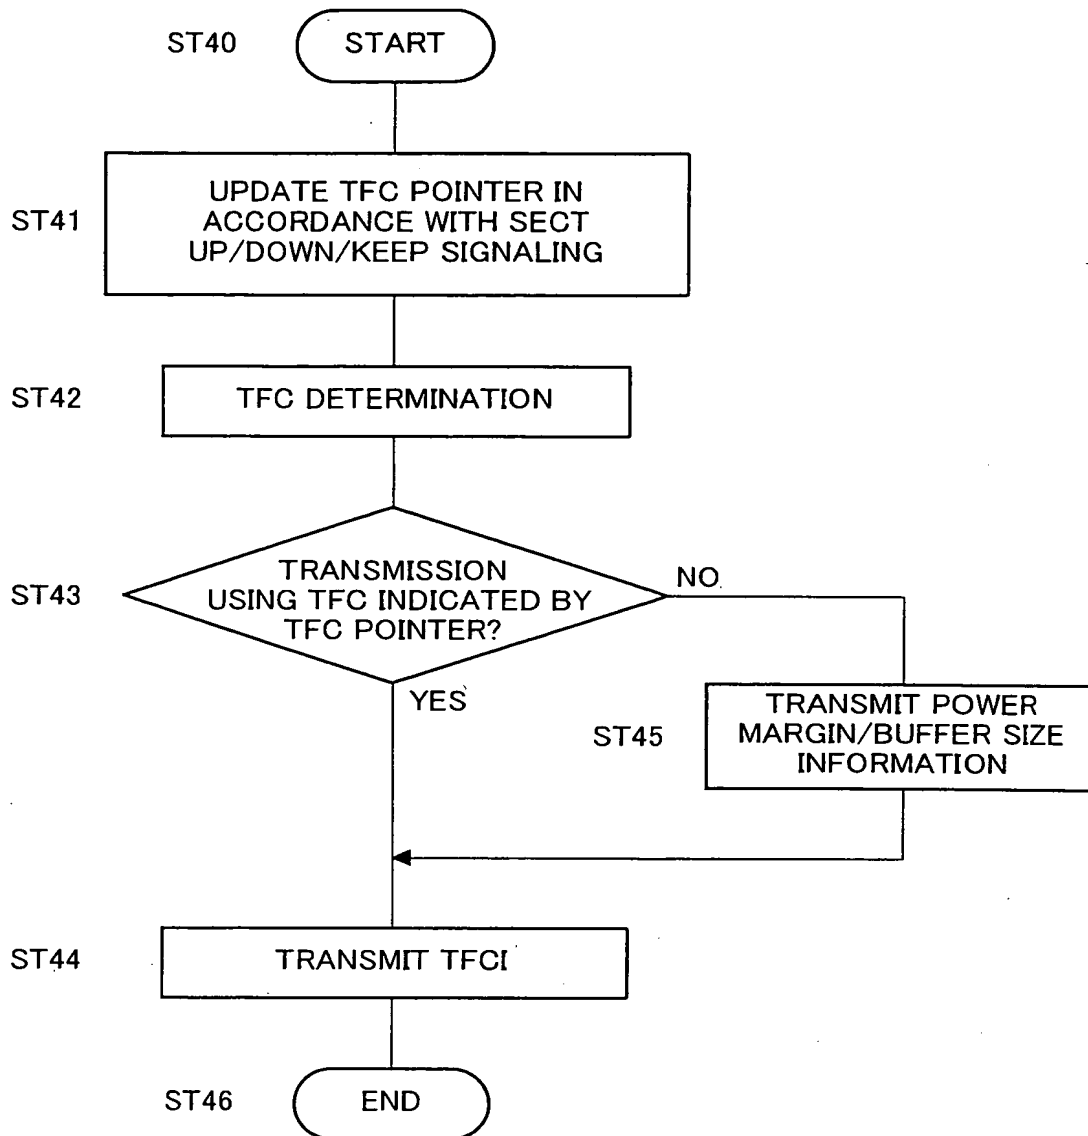 ST40
START
ST41
UPDATE TFC POINTER IN
ACCORDANCE WITH SECT
UP/DOWN/KEEP SIGNALING
ST42
TFC DETERMINATION
ST43
TRANSMISSION
USING TFC INDICATED BY
TFC POINTER?
NO
YES
ST45
TRANSMIT POWER
MARGIN/BUFFER SIZE
INFORMATION
ST44
TRANSMIT TFCI
ST46
END